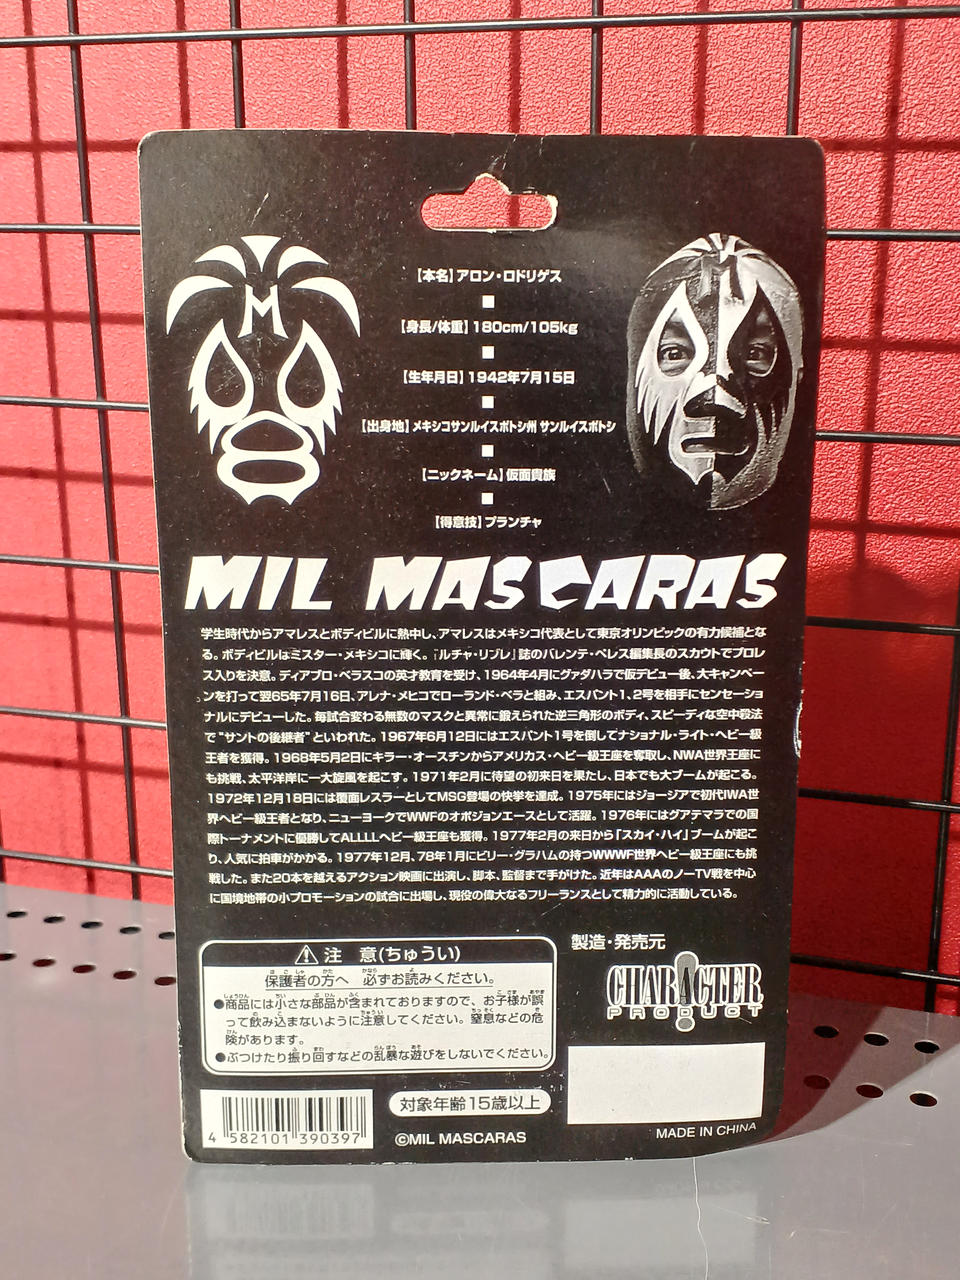 M
【本名】アロン・ロドリゲス
【身長/体重】180cm/105kg
【生年月日】1942年7月15日
【出身地】メキシコサンルイスポトシ州 サンルイスポトシ
【ニックネーム】仮面貴族
【得意技】プランチャ
MIL MASCARAS
学生時代からアマレスとボディビルに熱中し、アマレスはメキシコ代表として東京オリンピックの有力候補とな
る。ボディビルはミスター・メキシコに輝く。『ルチャ・リブレ』誌のバレンテ・ペレス編集長のスカウトでプロレ
ス入りを決意。ディアブロ・ベラスコの英才教育を受け、1964年4月にグァダハラで仮デビュー後、大キャンペー
ンを打って翌65年7月16日、アレナ・メヒコでローランド・ベラと組み、エスパント1、2号を相手にセンセーショ
ナルにデビューした。毎試合変わる無数のマスクと異常に鍛えられた逆三角形のボディ、スピーディな空中殺法
で"サントの後継者"といわれた。1967年6月12日にはエスパント1号を倒してナショナル・ライト・ヘビー級
王者を獲得。1968年5月2日にキラー・オースチンからアメリカス・ヘビー級王座を奪取し、NWA世界王座に
も挑戦、太平洋岸に一大旋風を起こす。1971年2月に待望の初来日を果たし、日本でも大ブームが起こる。
1972年12月18日には覆面レスラーとしてMSG登場の快挙を達成。1975年にはジョージアで初代IWA世
界ヘビー級王者となり、ニューヨークでWWFのオポジョンエースとして活躍。1976年にはグアテマラでの国
際トーナメントに優勝してALLLLヘビー級王座も獲得。1977年2月の来日から「スカイ・ハイ」ブームが起こ
り、人気に拍車がかかる。1977年12月、78年1月にビリー・グラハムの持つWWWF世界ヘビー級王座にも挑
戦した。また20本を越えるアクション映画に出演し、脚本、監督まで手がけた。近年はAAAのノーTV戦を中心
に国境地帯の小プロモーションの試合に出場し、現役の偉大なるフリーランスとして精力的に活動している。
注 意(ちゅうい)
保護者の方へ 必ずお読みください。
●商品には小さな部品が含まれておりますので、お子様が誤
って飲み込まないように注意してください。窒息などの危
険があります。
●ぶつけたり振り回すなどの乱暴な遊びをしないでください。
製造・発売元
CHARACTER
PRODUCT
対象年齢15歳以上
4 582101 390397
©MIL MASCARAS
MADE IN CHINA